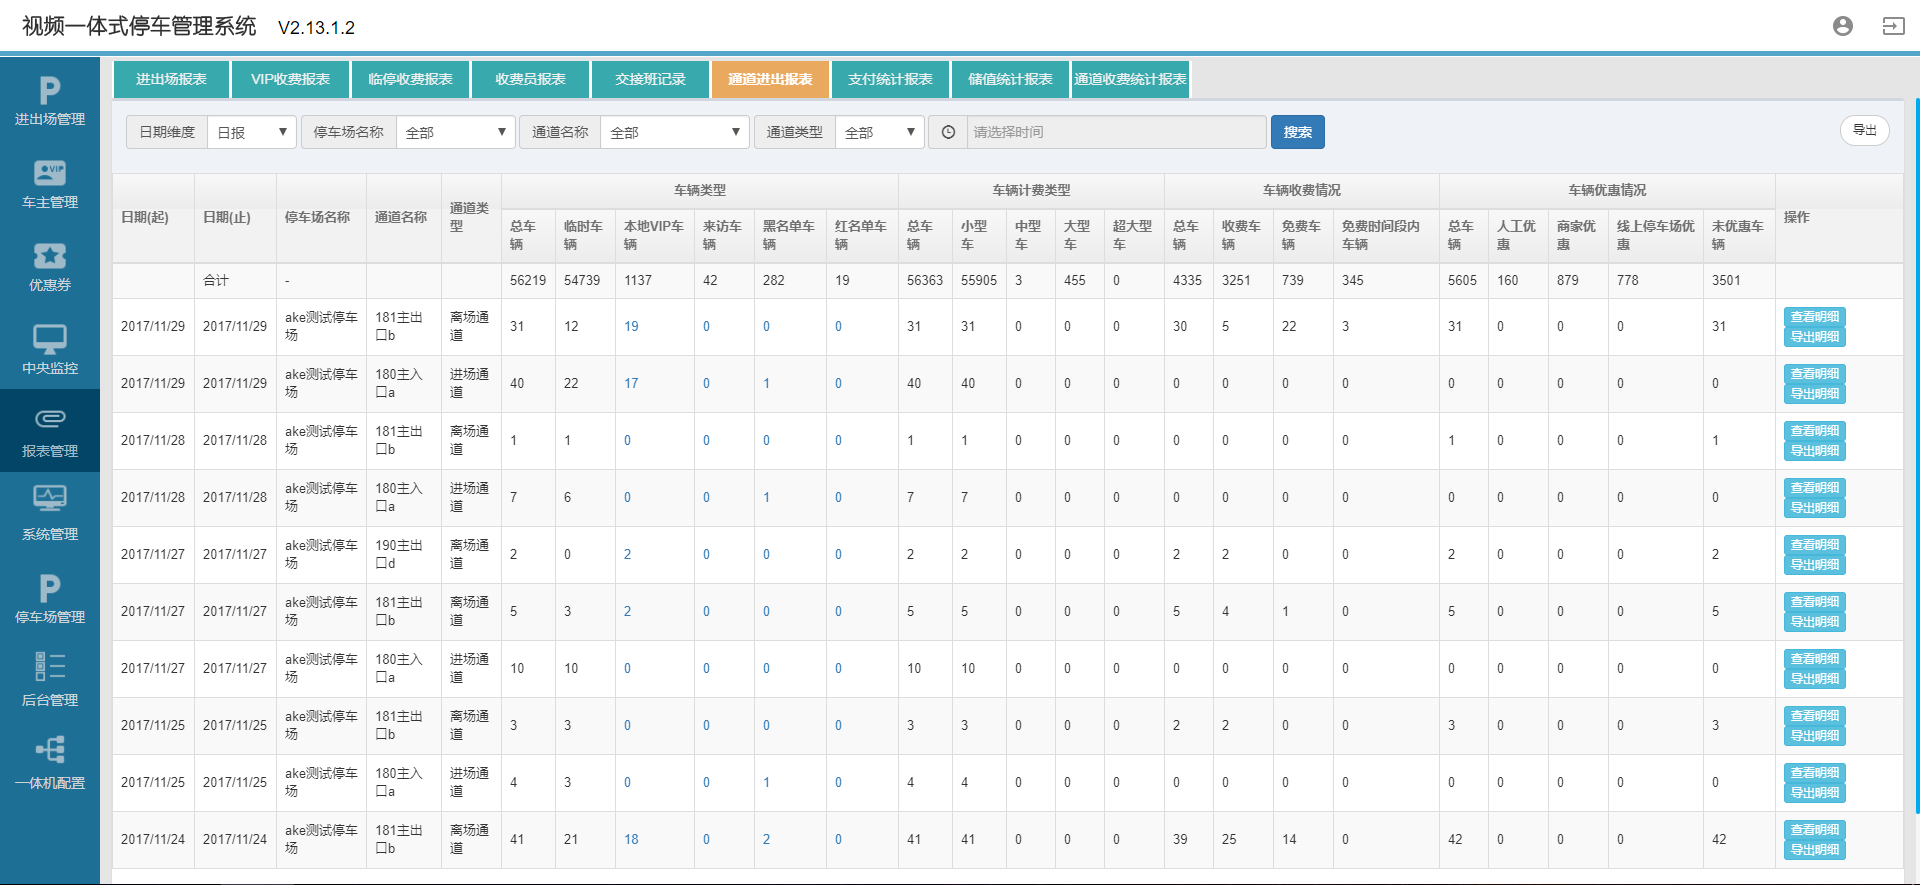 视频一体式停车管理系统 V2.13.1.2
进出场管理
车主管理
优惠券
中央监控
报表管理
系统管理
停车场管理
后台管理
一体机配置
进出场报表 VIP收费报表 临停收费报表 收费员报表 交接班记录 通道进出报表 支付统计报表 储值统计报表 通道收费统计报表
日期维度 日报 停车场名称 全部 通道名称 全部 通道类型 全部 请选择时间 搜索 导出
日期(起) 日期(止) 停车场名称 通道名称 通道类型 车辆类型 车辆计费类型 车辆收费情况 车辆优惠情况 操作
总车辆 临时车辆 本地VIP车辆 来访车辆 黑名单车辆 红名单车辆 总车辆 小型车 中型车 大型车 超大型车 总车辆 收费车辆 免费车辆 免费时间段内车辆 总车辆 人工优惠 商家优惠 线上停车场优惠 未优惠车辆
合计 - 56219 54739 1137 42 282 19 56363 55905 3 455 0 4335 3251 739 345 5605 160 879 778 3501
2017/11/29 2017/11/29 ake测试停车场 181主出口b 离场通道 31 12 19 0 0 0 31 31 0 0 0 30 5 22 3 31 0 0 0 31 查看明细 导出明细
2017/11/29 2017/11/29 ake测试停车场 180主入口a 进场通道 40 22 17 0 1 0 40 40 0 0 0 0 0 0 0 0 0 0 0 0 查看明细 导出明细
2017/11/28 2017/11/28 ake测试停车场 181主出口b 离场通道 1 1 0 0 0 0 1 1 0 0 0 0 0 0 0 1 0 0 0 1 查看明细 导出明细
2017/11/28 2017/11/28 ake测试停车场 180主入口a 进场通道 7 6 0 0 1 0 7 7 0 0 0 0 0 0 0 0 0 0 0 0 查看明细 导出明细
2017/11/27 2017/11/27 ake测试停车场 190主出口d 离场通道 2 0 2 0 0 0 2 2 0 0 0 2 2 0 0 2 0 0 0 2 查看明细 导出明细
2017/11/27 2017/11/27 ake测试停车场 181主出口b 离场通道 5 3 2 0 0 0 5 5 0 0 0 5 4 1 0 5 0 0 0 5 查看明细 导出明细
2017/11/27 2017/11/27 ake测试停车场 180主入口a 进场通道 10 10 0 0 0 0 10 10 0 0 0 0 0 0 0 0 0 0 0 0 查看明细 导出明细
2017/11/25 2017/11/25 ake测试停车场 181主出口b 离场通道 3 3 0 0 0 0 3 3 0 0 0 2 2 0 0 3 0 0 0 3 查看明细 导出明细
2017/11/25 2017/11/25 ake测试停车场 180主入口a 进场通道 4 3 0 0 1 0 4 4 0 0 0 0 0 0 0 0 0 0 0 0 查看明细 导出明细
2017/11/24 2017/11/24 ake测试停车场 181主出口b 离场通道 41 21 18 0 2 0 41 41 0 0 0 39 25 14 0 42 0 0 0 42 查看明细 导出明细